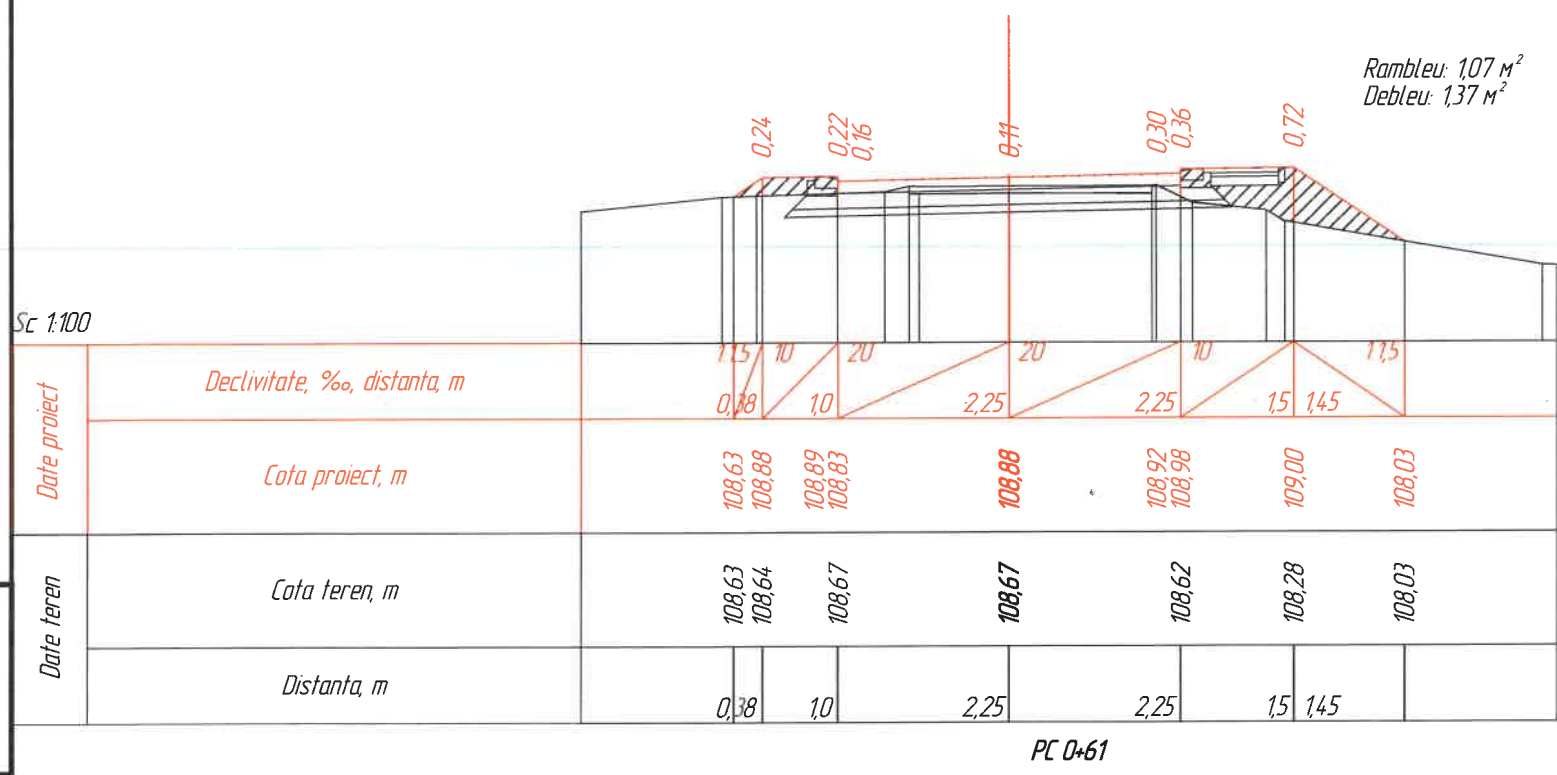 Rambleu: 1,07 м²
Debleu: 1,37 м²
0,24 0,22 0,16 0,11 0,30 0,36 0,72
Sc 1:100
Date proiect
Declivitate, ‰, distanta, m
1:1,5 10 20 20 10 1:1,5
0,38 1,0 2,25 2,25 1,5 1,45
Cota proiect, m
108,63 108,88 108,89 108,83 108,88 108,92 108,98 109,00 108,03
Date teren
Cota teren, m
108,63 108,64 108,67 108,67 108,62 108,28 108,03
Distanta, m
0,38 1,0 2,25 2,25 1,5 1,45
PC 0+61